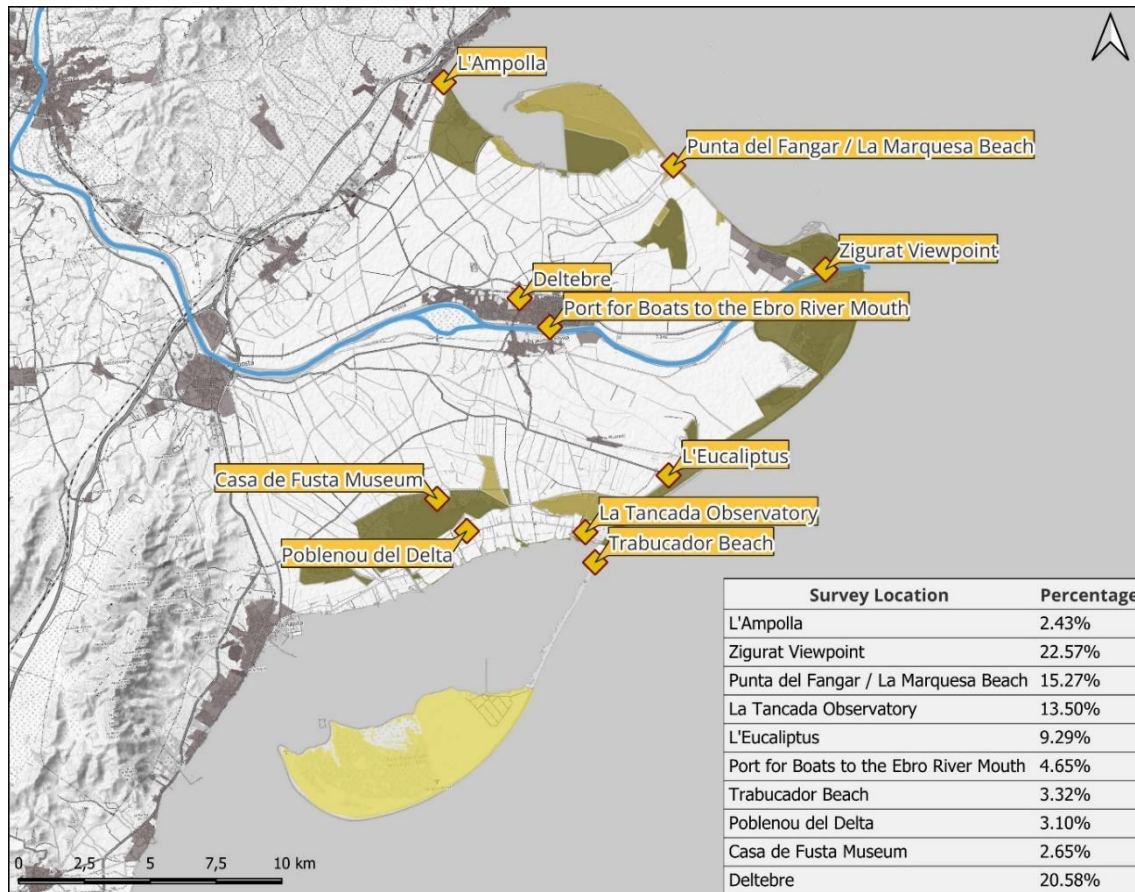 L'Ampolla
Punta del Fangar / La Marquesa Beach
Zigurat Viewpoint
Deltebre
Port for Boats to the Ebro River Mouth
L'Eucaliptus
Casa de Fusta Museum
La Tancada Observatory
Poblenou del Delta
Trabucador Beach
Survey Location Percentage
L'Ampolla 2.43%
Zigurat Viewpoint 22.57%
Punta del Fangar / La Marquesa Beach 15.27%
La Tancada Observatory 13.50%
L'Eucaliptus 9.29%
Port for Boats to the Ebro River Mouth 4.65%
Trabucador Beach 3.32%
Poblenou del Delta 3.10%
Casa de Fusta Museum 2.65%
Deltebre 20.58%
0 2,5 5 7,5 10 km